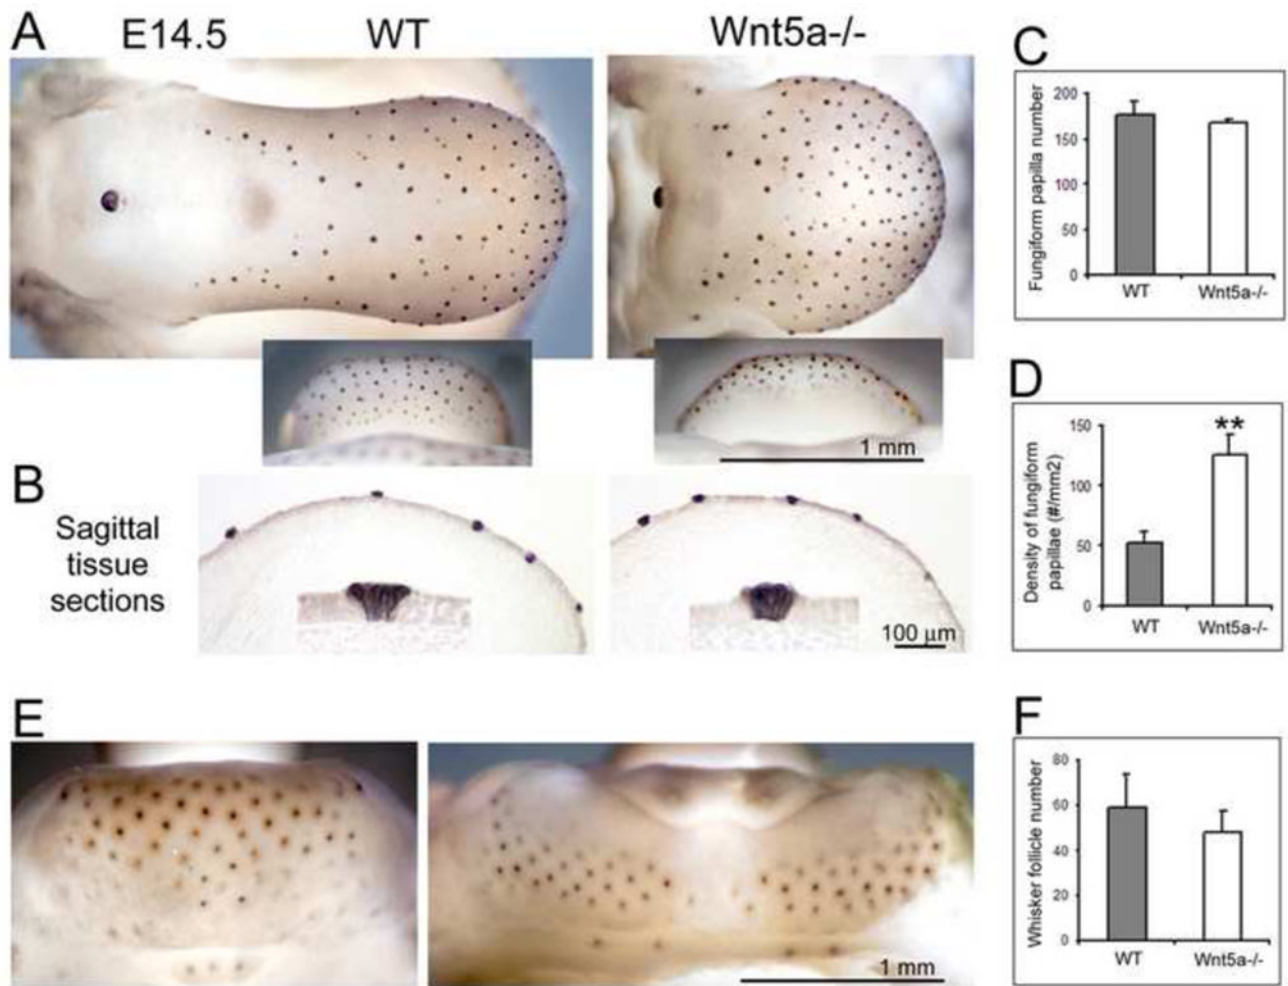 A
E14.5
WT
Wnt5a-/-
1 mm
B
Sagittal
tissue
sections
100 µm
C
Fungiform papilla number
200
150
100
50
0
WT
Wnt5a-/-
D
Density of fungiform
papillae (#/mm2)
150
100
50
0
**
WT
Wnt5a-/-
E
1 mm
F
Whisker follicle number
80
60
40
20
0
WT
Wnt5a-/-